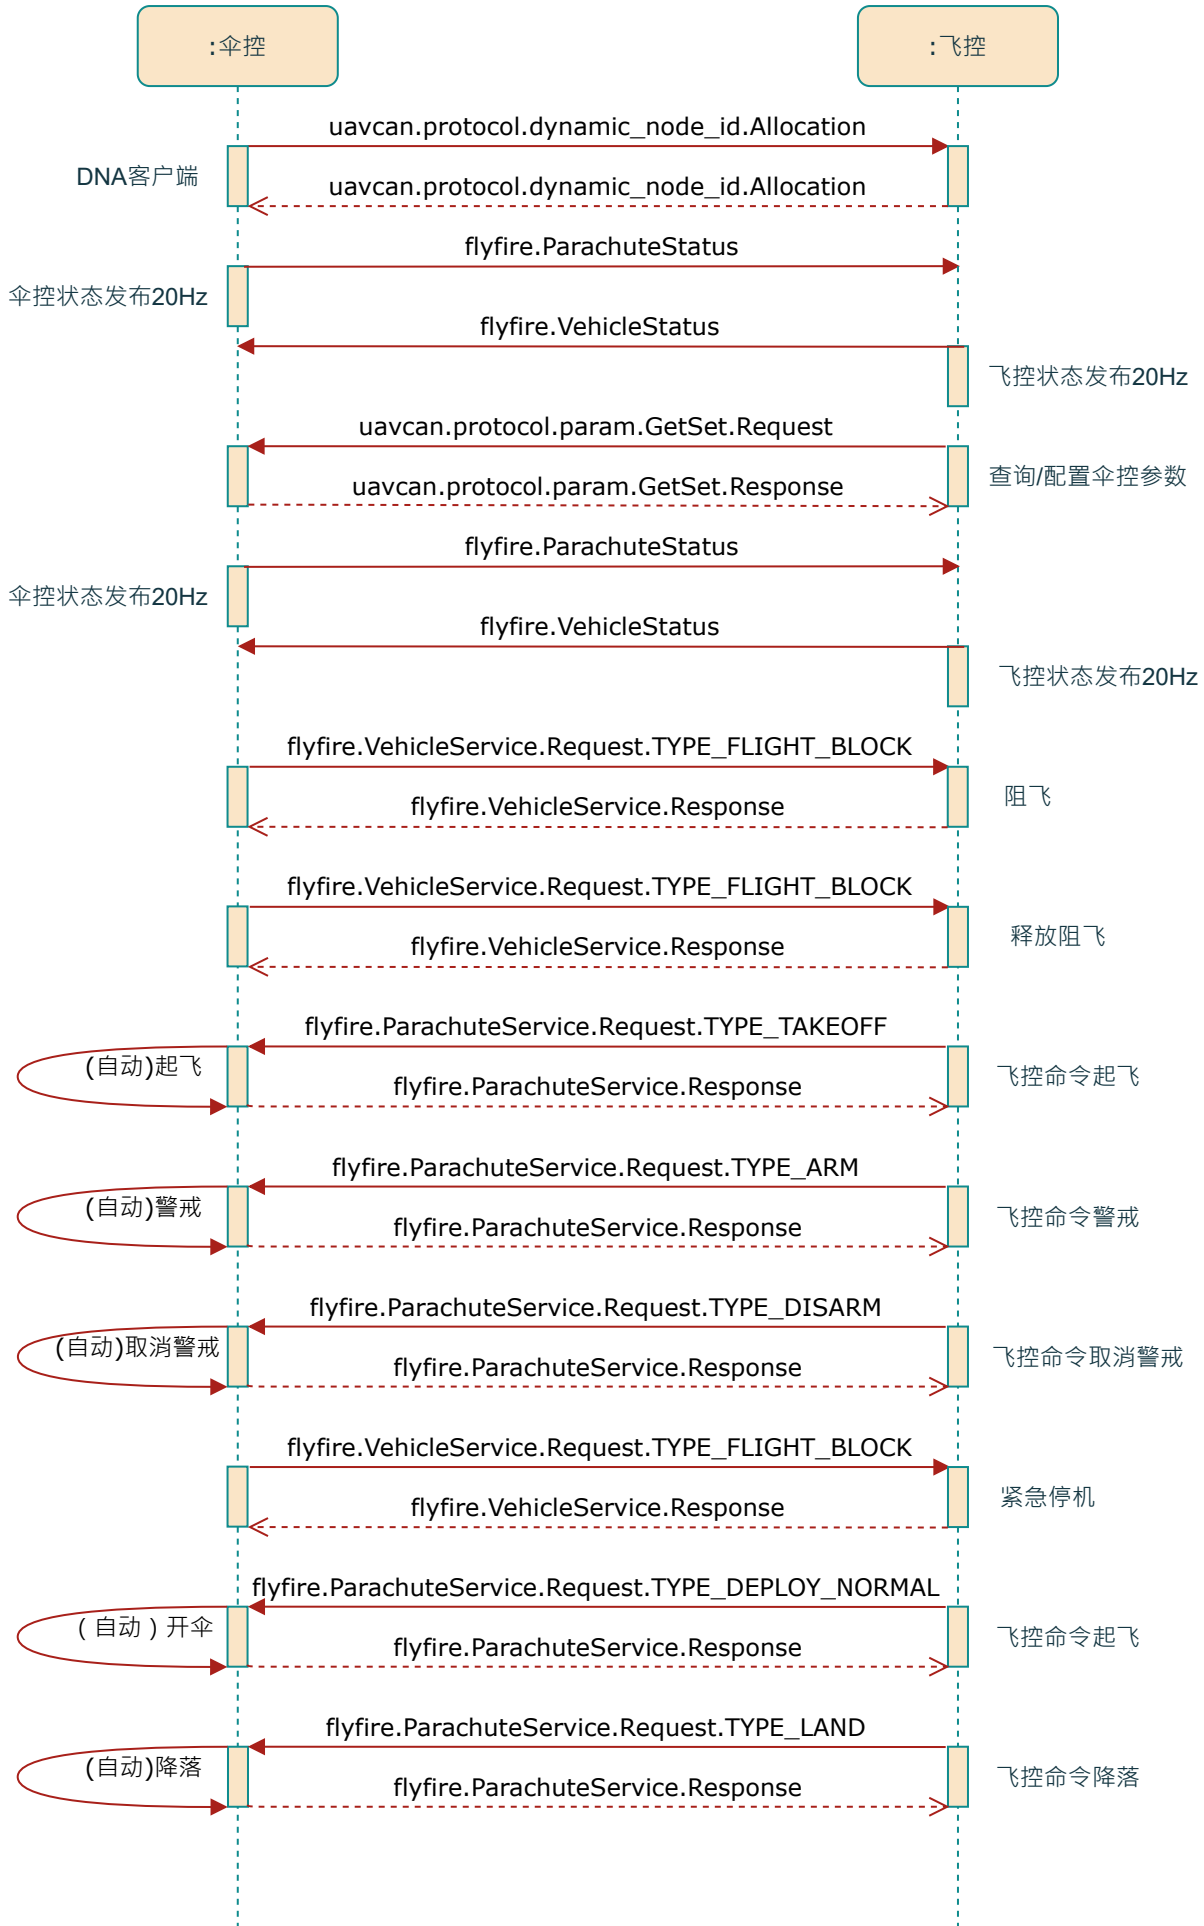 :伞控
:飞控
uavcan.protocol.dynamic_node_id.Allocation
DNA客户端
uavcan.protocol.dynamic_node_id.Allocation
flyfire.ParachuteStatus
伞控状态发布20Hz
flyfire.VehicleStatus
飞控状态发布20Hz
uavcan.protocol.param.GetSet.Request
查询/配置伞控参数
uavcan.protocol.param.GetSet.Response
flyfire.ParachuteStatus
伞控状态发布20Hz
flyfire.VehicleStatus
飞控状态发布20Hz
flyfire.VehicleService.Request.TYPE_FLIGHT_BLOCK
阻飞
flyfire.VehicleService.Response
flyfire.VehicleService.Request.TYPE_FLIGHT_BLOCK
释放阻飞
flyfire.VehicleService.Response
flyfire.ParachuteService.Request.TYPE_TAKEOFF
(自动)起飞
飞控命令起飞
flyfire.ParachuteService.Response
flyfire.ParachuteService.Request.TYPE_ARM
(自动)警戒
飞控命令警戒
flyfire.ParachuteService.Response
flyfire.ParachuteService.Request.TYPE_DISARM
(自动)取消警戒
飞控命令取消警戒
flyfire.ParachuteService.Response
flyfire.VehicleService.Request.TYPE_FLIGHT_BLOCK
紧急停机
flyfire.VehicleService.Response
flyfire.ParachuteService.Request.TYPE_DEPLOY_NORMAL
(自动)开伞
飞控命令起飞
flyfire.ParachuteService.Response
flyfire.ParachuteService.Request.TYPE_LAND
(自动)降落
飞控命令降落
flyfire.ParachuteService.Response